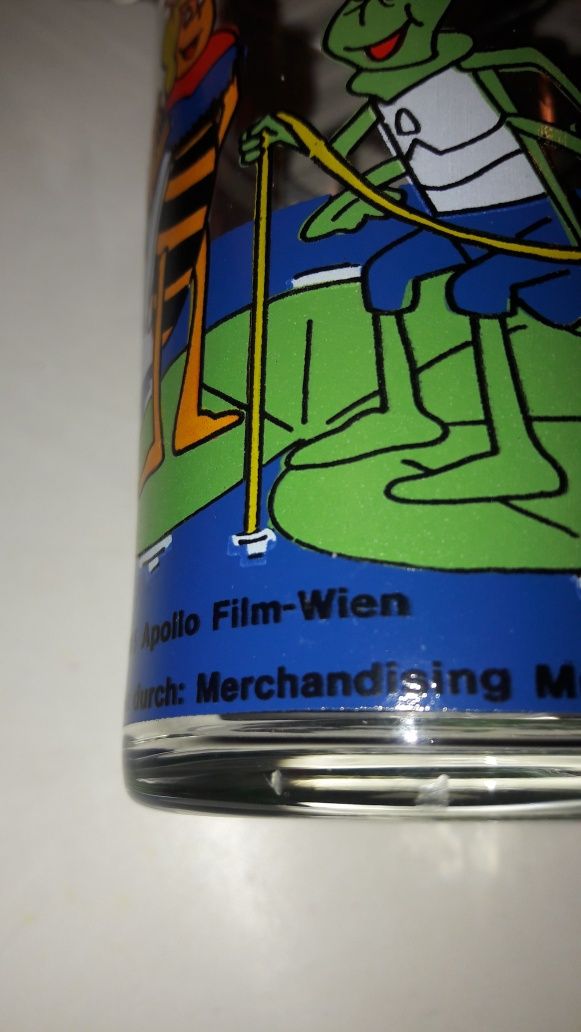 Apollo Film-Wien
durch: Merchandising M